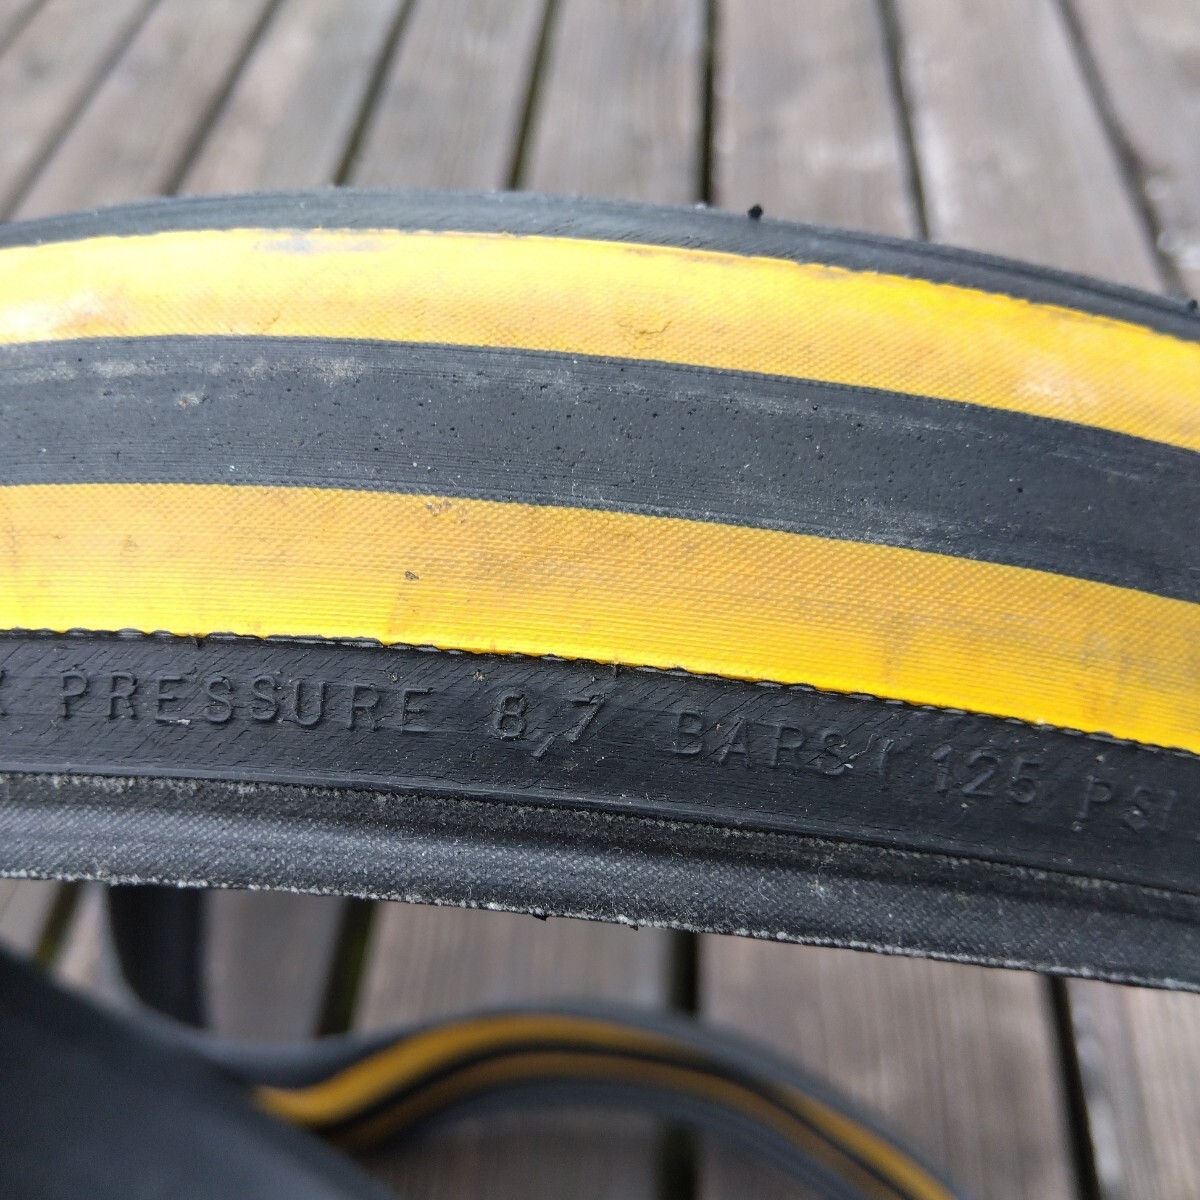 PRESSURE 8,7 BARS / 125 PSI